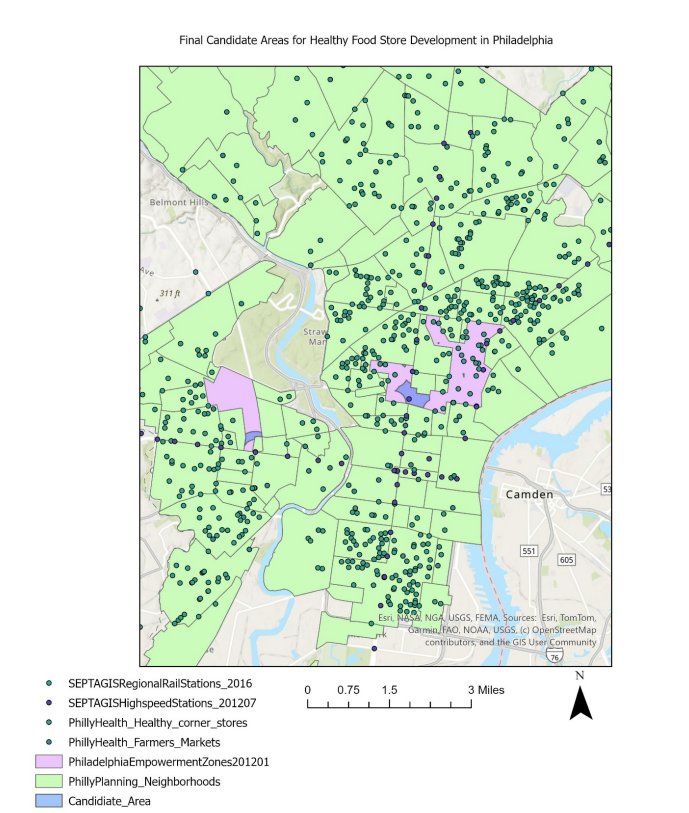 Final Candidate Areas for Healthy Food Store Development in Philadelphia
Belmont Hills
Ave
311 ft
Straw
Mar
Camden
53
551
605
Esri, NASA, NGA, USGS, FEMA, Sources: Esri, TomTom,
Garmin, FAO, NOAA, USGS, (c) OpenStreetMap
contributors, and the GIS User Community
76
N
SEPTAGISRegionalRailStations_2016
SEPTAGISHighspeedStations_201207
PhillyHealth_Healthy_corner_stores
PhillyHealth_Farmers_Markets
PhiladelphiaEmpowermentZones201201
PhillyPlanning_Neighborhoods
Candidiate_Area
0 0.75 1.5 3 Miles